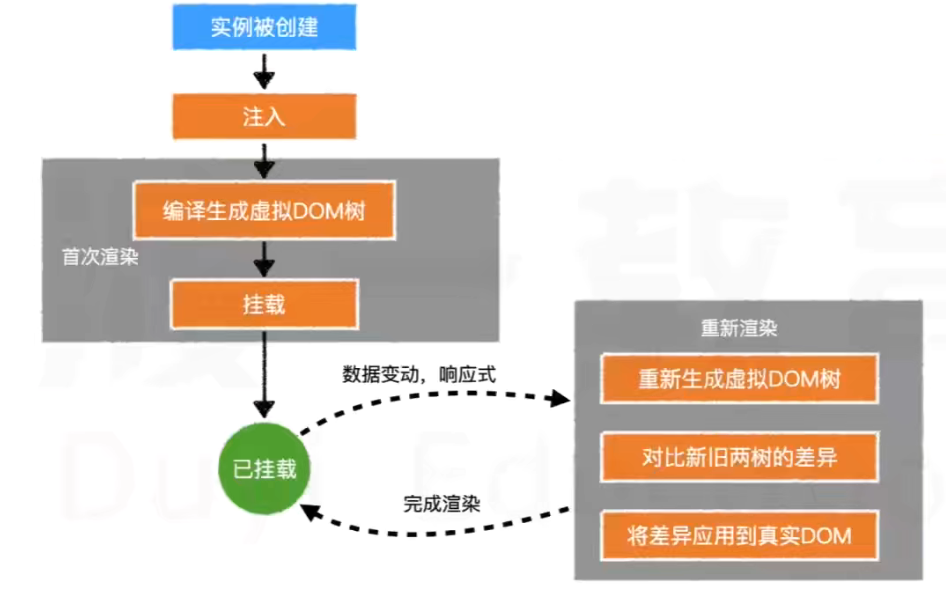 实例被创建
注入
编译生成虚拟DOM树
首次渲染
挂载
重新渲染
数据变动，响应式
重新生成虚拟DOM树
已挂载
对比新旧两树的差异
完成渲染
将差异应用到真实DOM